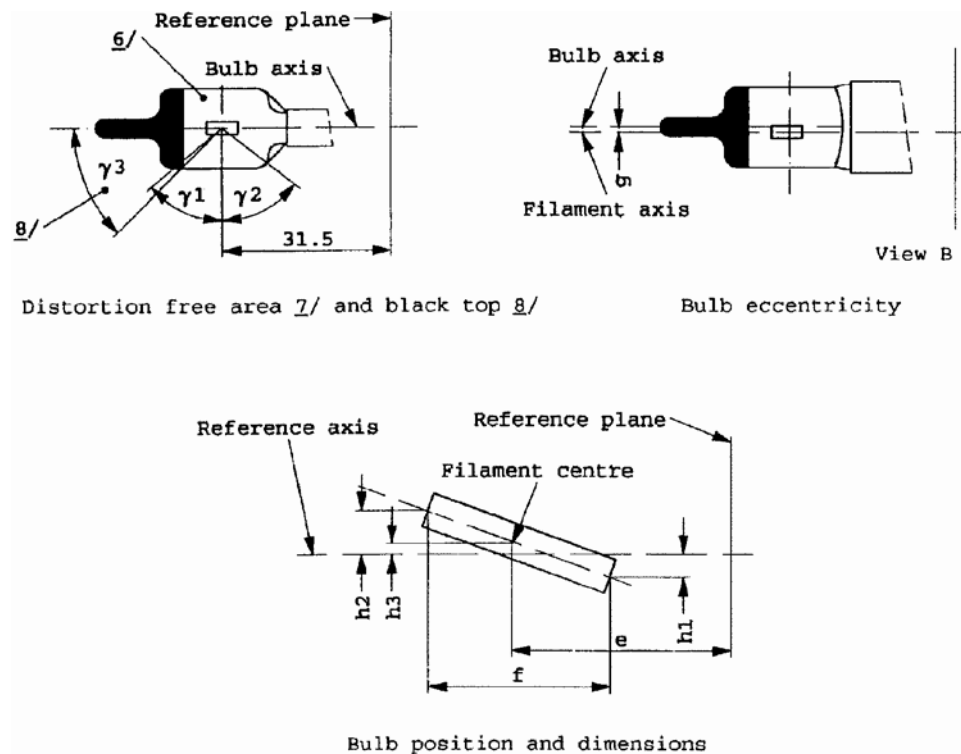 Reference plane
6/
Bulb axis
γ3
γ1
γ2
8/
31.5
Distortion free area 7/ and black top 8/
Bulb axis
g
Filament axis
View B
Bulb eccentricity
Reference plane
Reference axis
Filament centre
h2
h3
h1
e
f
Bulb position and dimensions